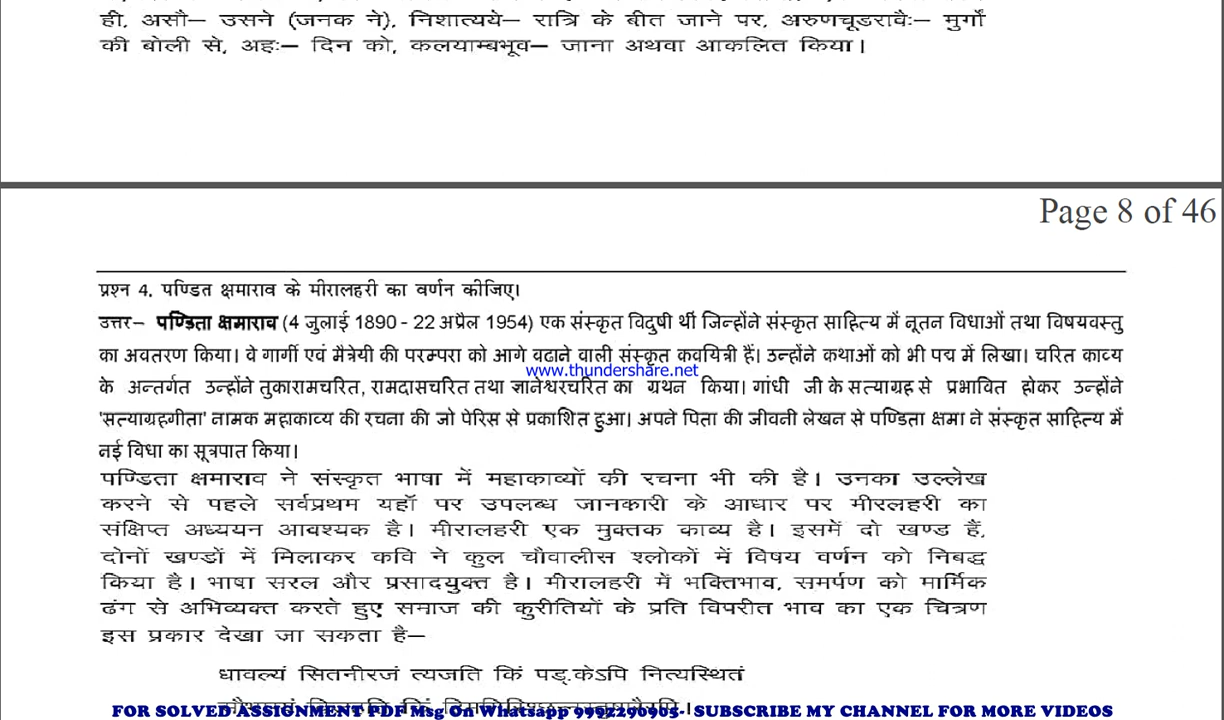 ही, असौ– उसने (जनक ने), निशात्यये– रात्रि के बीत जाने पर, अरुणचूडरावैः– मुर्गों
की बोली से, अहः– दिन को, कलयाम्बभूव– जाना अथवा आकलित किया।
Page 8 of 46
प्रश्न 4. पण्डित क्षमाराव के मीरालहरी का वर्णन कीजिए।
उत्तर– पण्डिता क्षमाराव (4 जुलाई 1890 - 22 अप्रैल 1954) एक संस्कृत विदुषी थीं जिन्होंने संस्कृत साहित्य में नूतन विधाओं तथा विषयवस्तु
का अवतरण किया। वे गार्गी एवं मैत्रेयी की परम्परा को आगे बढाने वाली संस्कृत कवयित्री हैं। उन्होंने कथाओं को भी पद्य में लिखा। चरित काव्य
www.thundershare.net
के अन्तर्गत उन्होंने तुकारामचरित, रामदासचरित तथा ज्ञानेश्वरचरित का ग्रथन किया। गांधी जी के सत्याग्रह से प्रभावित होकर उन्होंने
'सत्याग्रहगीता' नामक महाकाव्य की रचना की जो पेरिस से प्रकाशित हुआ। अपने पिता की जीवनी लेखन से पण्डिता क्षमा ने संस्कृत साहित्य में
नई विधा का सूत्रपात किया।
पण्डिता क्षमाराव ने संस्कृत भाषा में महाकाव्यों की रचना भी की है। उनका उल्लेख
करने से पहले सर्वप्रथम यहाँ पर उपलब्ध जानकारी के आधार पर मीरलहरी का
संक्षिप्त अध्ययन आवश्यक है। मीरालहरी एक मुक्तक काव्य है। इसमें दो खण्ड हैं,
दोनों खण्डों में मिलाकर कवि ने कुल चौवालीस श्लोकों में विषय वर्णन को निबद्ध
किया है। भाषा सरल और प्रसादयुक्त है। मीरालहरी में भक्तिभाव, समर्पण को मार्मिक
ढंग से अभिव्यक्त करते हुए समाज की कुरीतियों के प्रति विपरीत भाव का एक चित्रण
इस प्रकार देखा जा सकता है–
धावल्यं सितनीरजं त्यजति किं पड्.केऽपि नित्यस्थितं
FOR SOLVED ASSIGNMENT PDF Msg On Whatsapp 9992290905- SUBSCRIBE MY CHANNEL FOR MORE VIDEOS